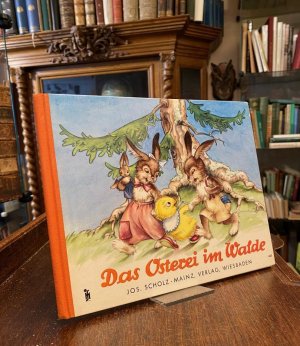 Das Osterei im Walde
JOS. SCHOLZ - MAINZ, VERLAG, WIESBADEN